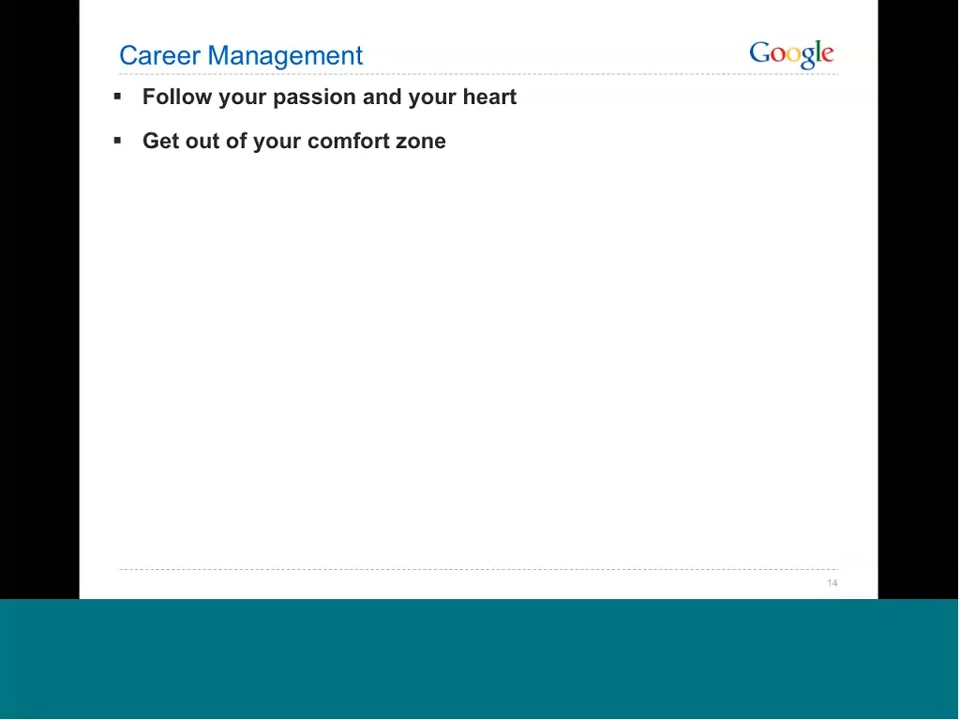 Career Management
Google
▪ Follow your passion and your heart
▪ Get out of your comfort zone
14